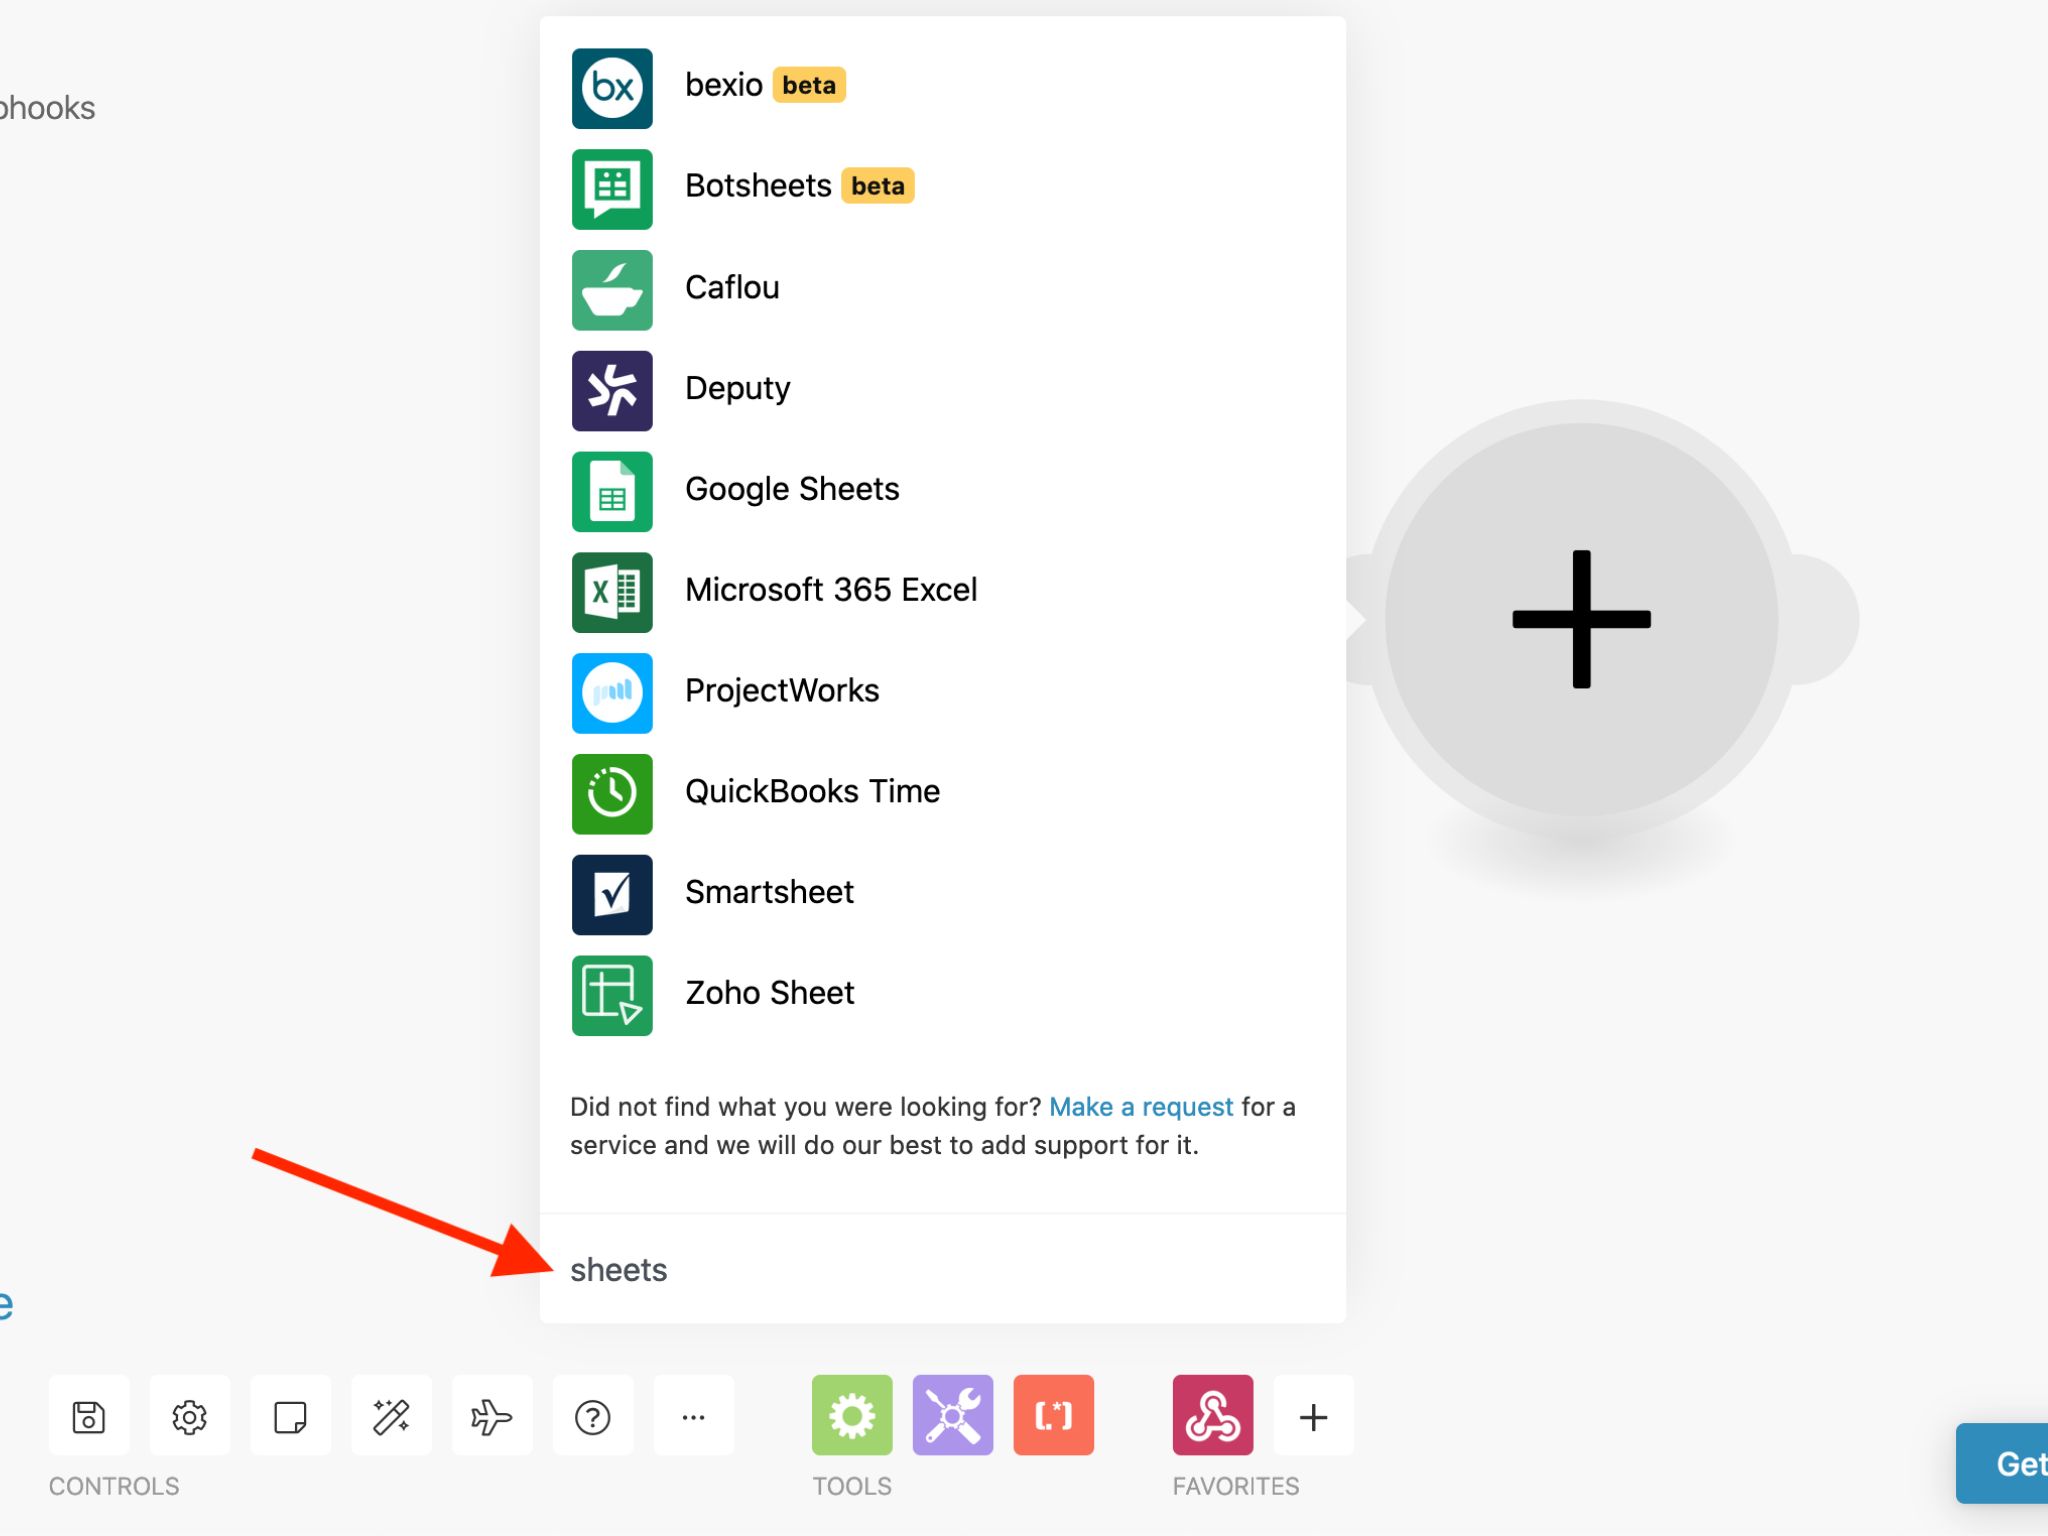 hooks
bx
bexio beta
Botsheets beta
Caflou
Deputy
Google Sheets
X
Microsoft 365 Excel
ProjectWorks
QuickBooks Time
Smartsheet
Zoho Sheet
Did not find what you were looking for? Make a request for a
service and we will do our best to add support for it.
sheets
e
CONTROLS
[.*]
TOOLS
FAVORITES
Get